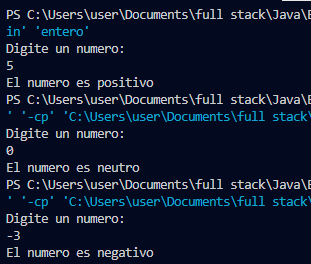 PS C:\Users\user\Documents\full stack\Java\E
in' 'entero'
Digite un numero:
5
El numero es positivo
PS C:\Users\user\Documents\full stack\Java\E
' '-cp' 'C:\Users\user\Documents\full stack\
Digite un numero:
0
El numero es neutro
PS C:\Users\user\Documents\full stack\Java\E
' '-cp' 'C:\Users\user\Documents\full stack\
Digite un numero:
-3
El numero es negativo